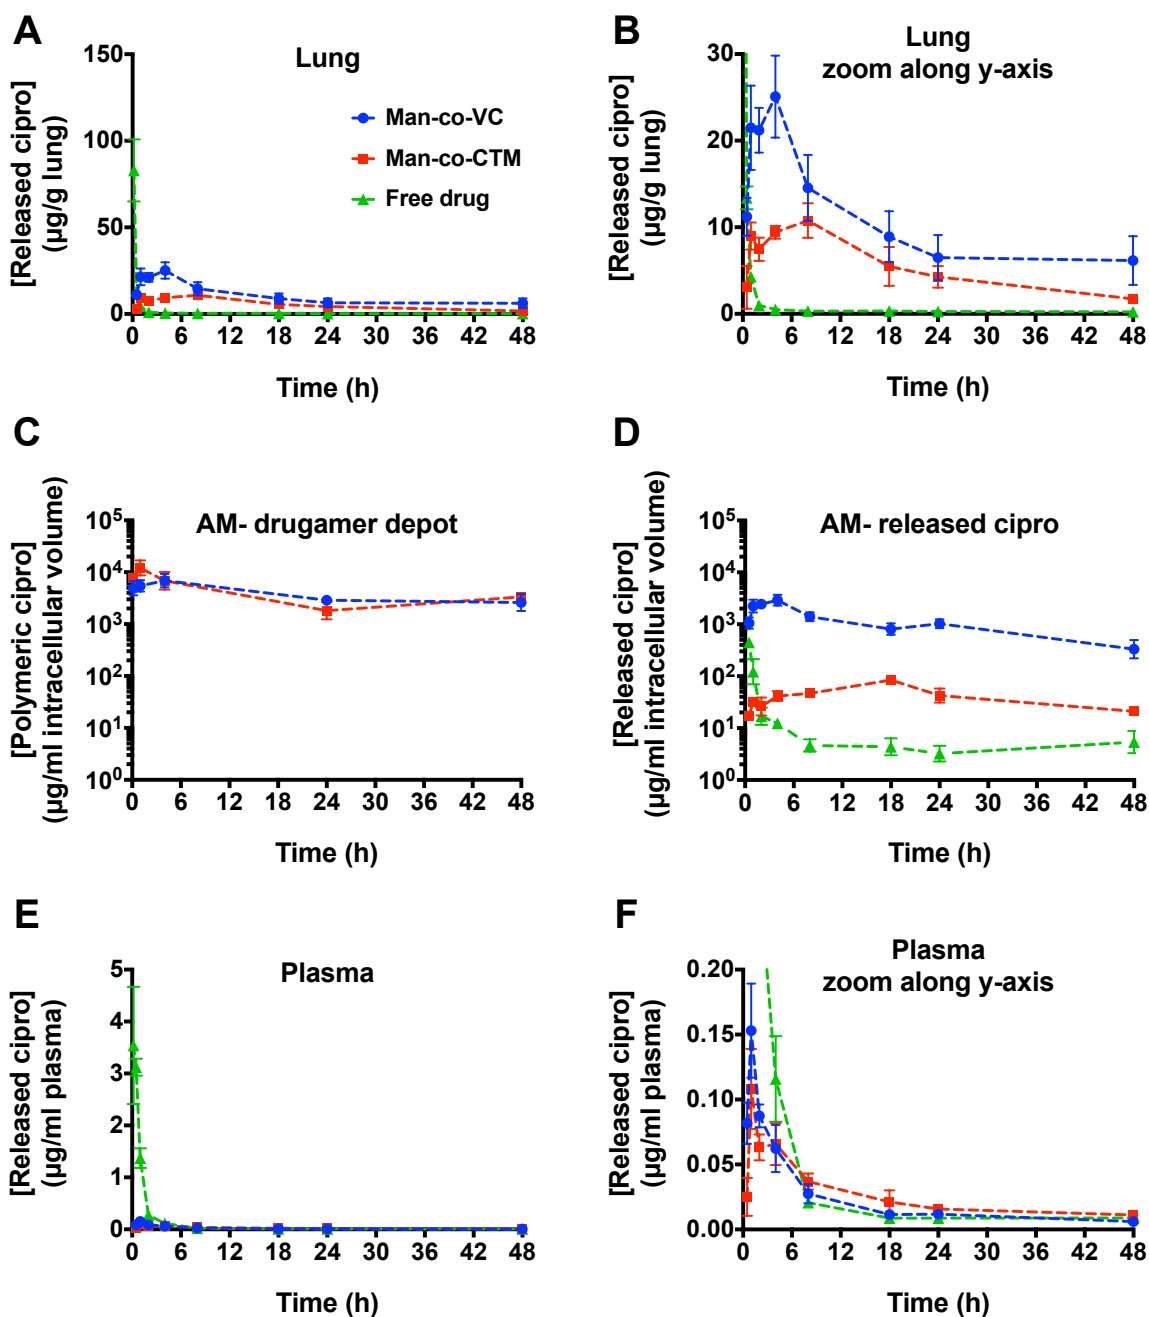 A
Lung
[Released cipro]
(µg/g lung)
150
100
50
0
0 6 12 18 24 30 36 42 48
Time (h)
Man-co-VC
Man-co-CTM
Free drug
B
Lung
zoom along y-axis
[Released cipro]
(µg/g lung)
30
20
10
0
0 6 12 18 24 30 36 42 48
Time (h)
C
AM- drugamer depot
[Polymeric cipro]
(µg/ml intracellular volume)
10⁵
10⁴
10³
10²
10¹
10⁰
0 6 12 18 24 30 36 42 48
Time (h)
D
AM- released cipro
[Released cipro]
(µg/ml intracellular volume)
10⁵
10⁴
10³
10²
10¹
10⁰
0 6 12 18 24 30 36 42 48
Time (h)
E
Plasma
[Released cipro]
(µg/ml plasma)
5
4
3
2
1
0
0 6 12 18 24 30 36 42 48
Time (h)
F
Plasma
zoom along y-axis
[Released cipro]
(µg/ml plasma)
0.20
0.15
0.10
0.05
0.00
0 6 12 18 24 30 36 42 48
Time (h)